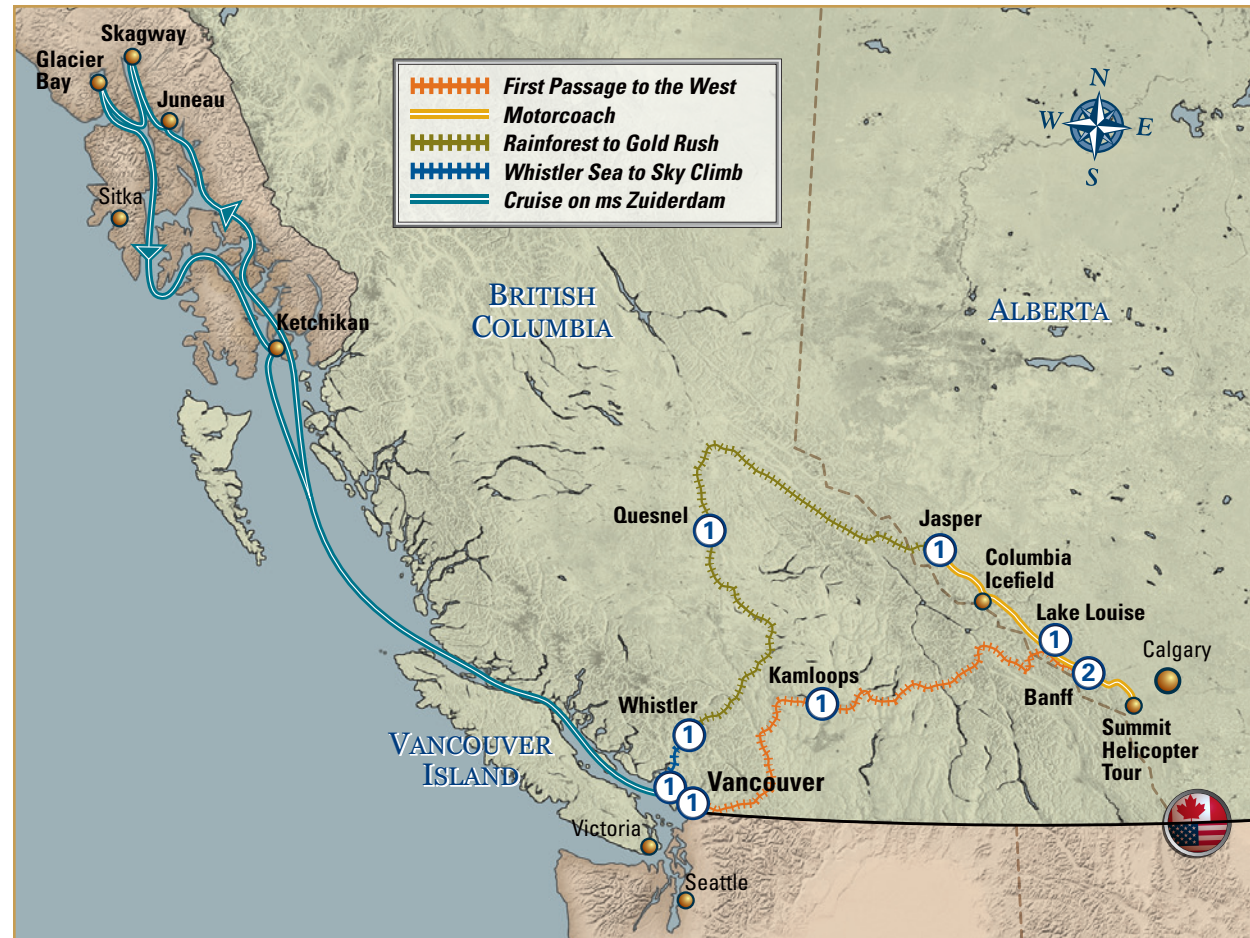 Skagway
Glacier
Bay
Juneau
First Passage to the West
Motorcoach
Rainforest to Gold Rush
Whistler Sea to Sky Climb
Cruise on ms Zuiderdam
N
W
E
S
Sitka
BRITISH
COLUMBIA
ALBERTA
Ketchikan
Quesnel
1
Jasper
1
Columbia
Icefield
Lake Louise
1
Calgary
Kamloops
1
2
Banff
Whistler
1
Summit
Helicopter
Tour
VANCOUVER
ISLAND
1
Vancouver
1
Victoria
Seattle